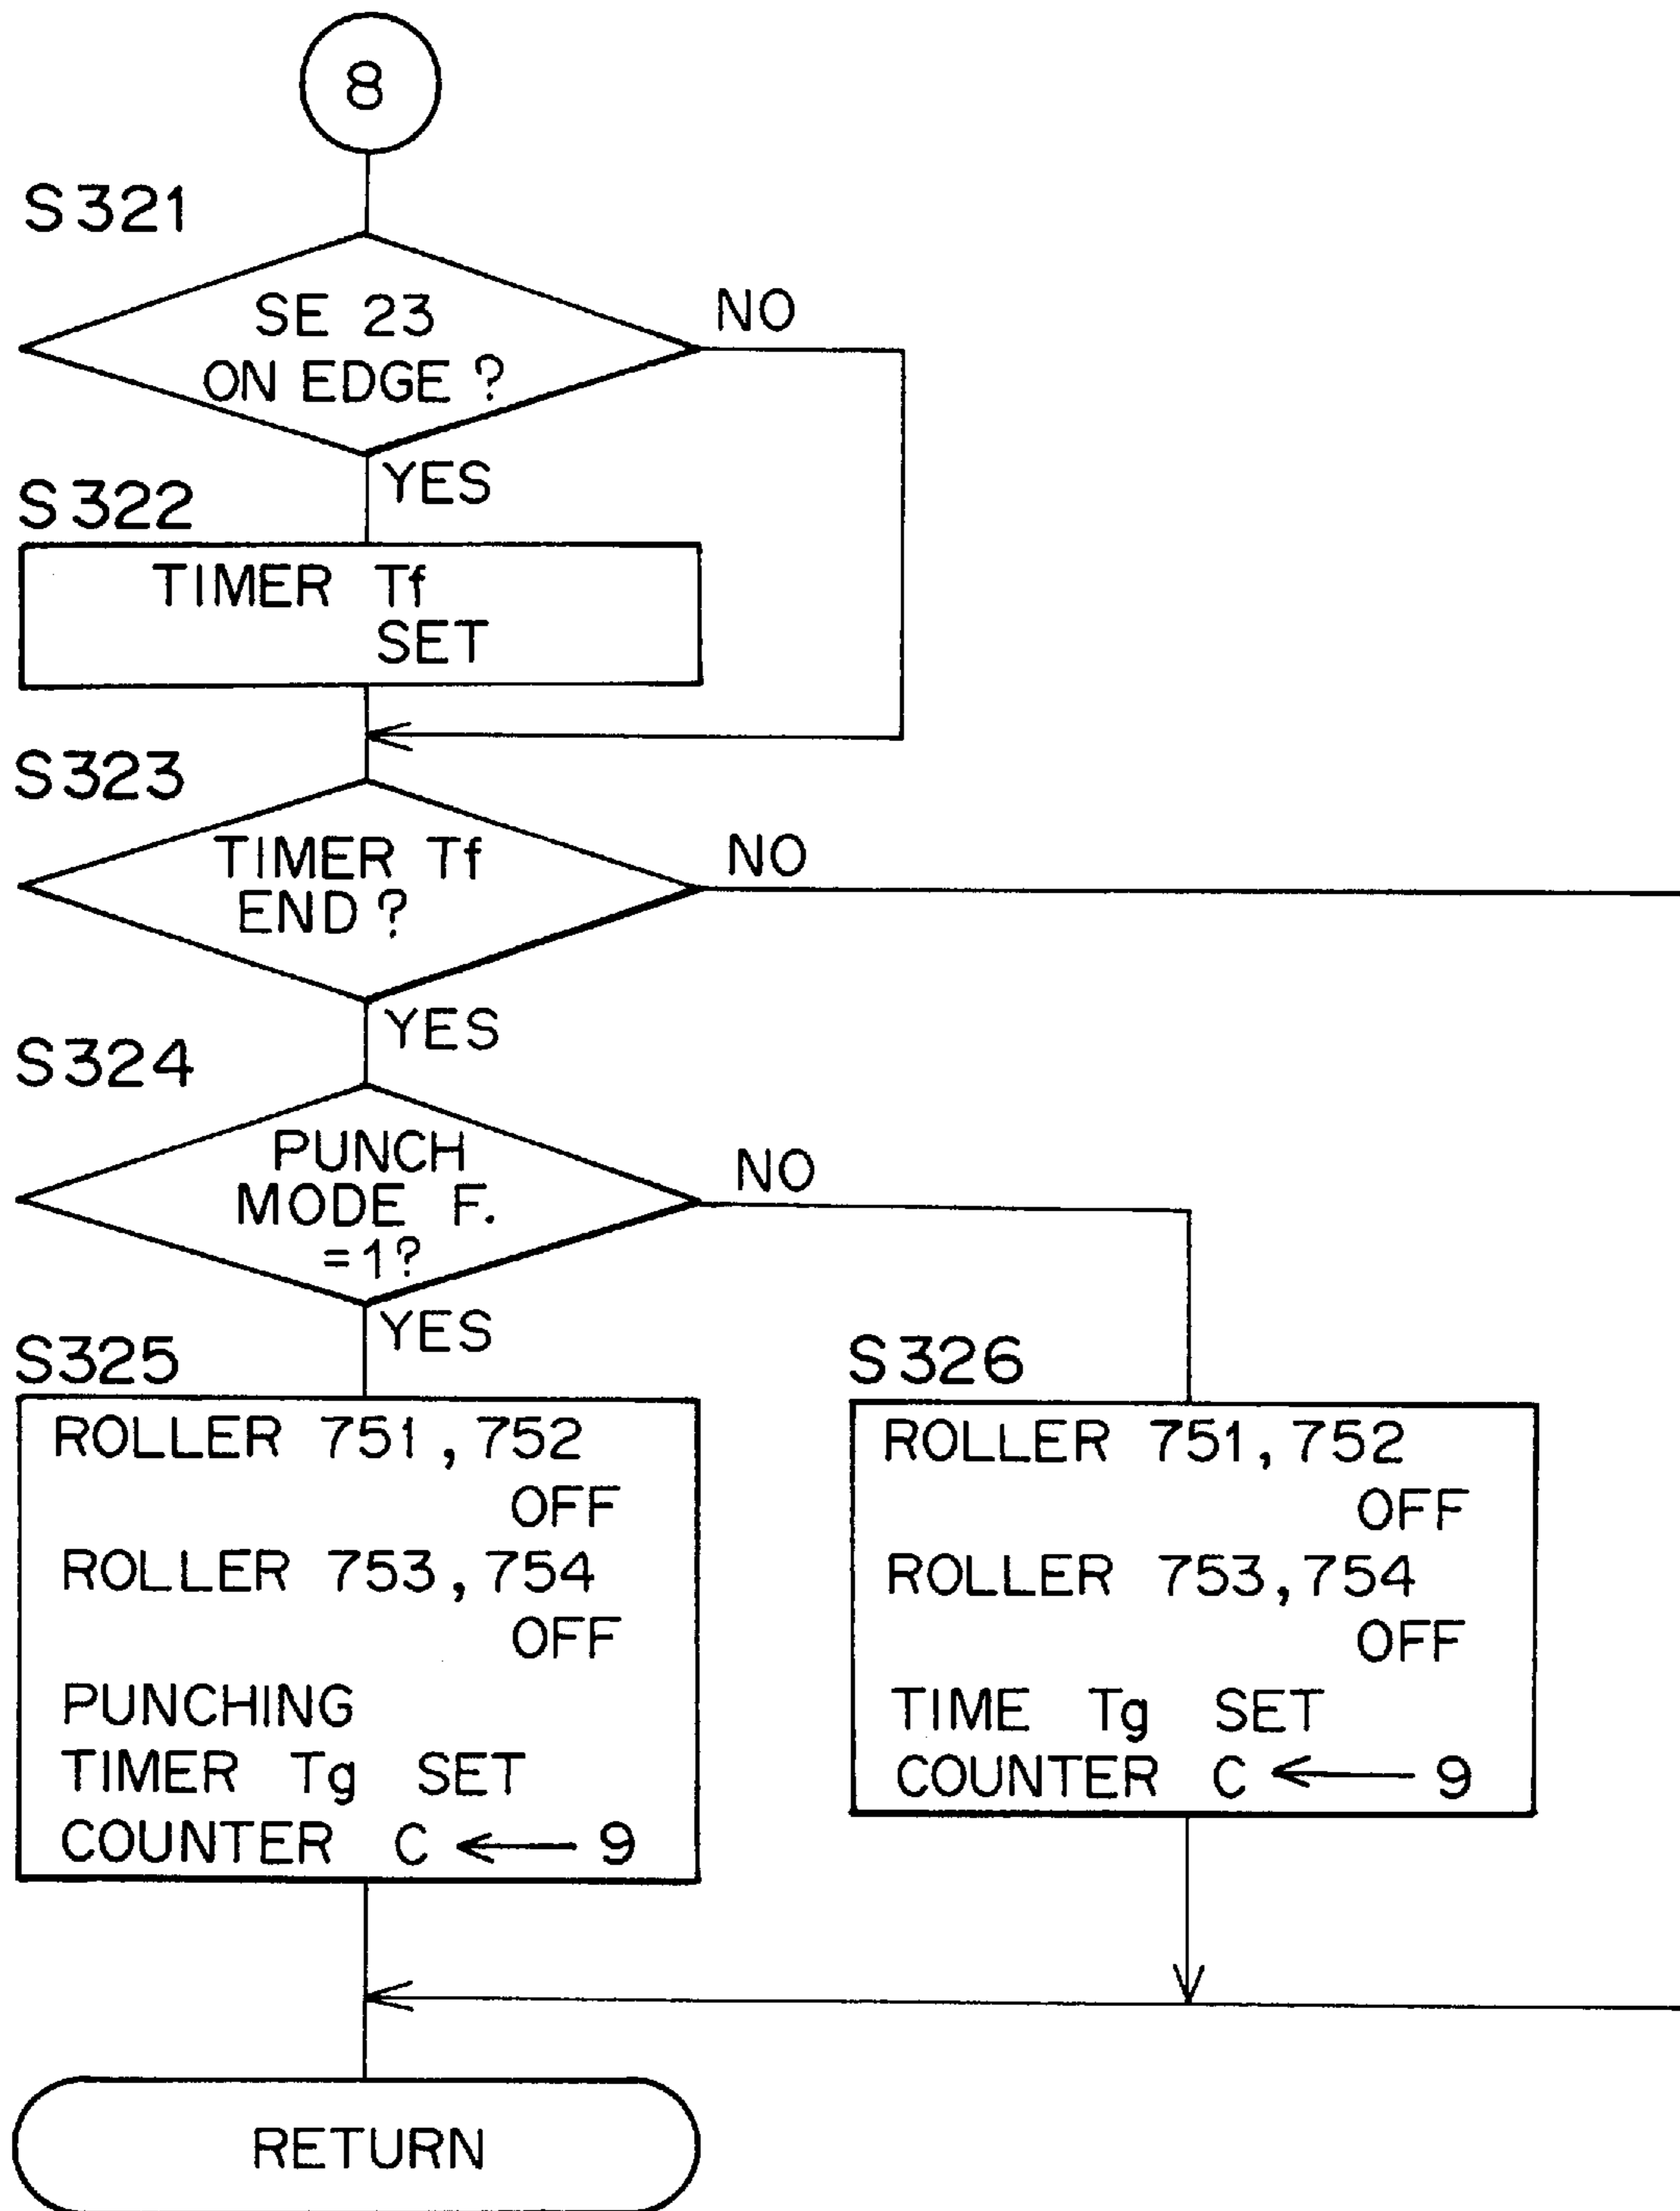 8
S321
SE 23
ON EDGE ?
NO
YES
S322
TIMER Tf
SET
S323
TIMER Tf
END ?
NO
YES
S324
PUNCH
MODE F.
=1?
NO
YES
S325
ROLLER 751, 752
OFF
ROLLER 753, 754
OFF
PUNCHING
TIMER Tg SET
COUNTER C ← 9
S326
ROLLER 751, 752
OFF
ROLLER 753, 754
OFF
TIME Tg SET
COUNTER C ← 9
RETURN